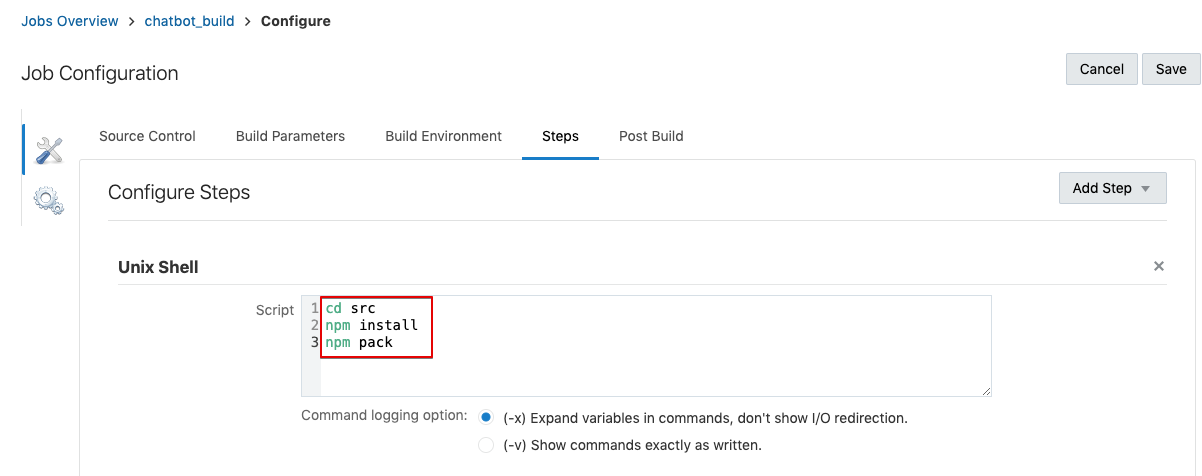 Jobs Overview > chatbot_build > Configure
Job Configuration
Cancel
Save
Source Control
Build Parameters
Build Environment
Steps
Post Build
Configure Steps
Add Step
Unix Shell
Script
1 cd src
2 npm install
3 npm pack
Command logging option:
(-x) Expand variables in commands, don't show I/O redirection.
(-v) Show commands exactly as written.